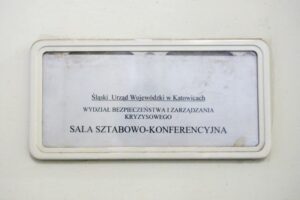 Śląski Urząd Wojewódzki w Katowicach
WYDZIAŁ BEZPIECZEŃSTWA I ZARZĄDZANIA
KRYZYSOWEGO
SALA SZTABOWO-KONFERENCYJNA